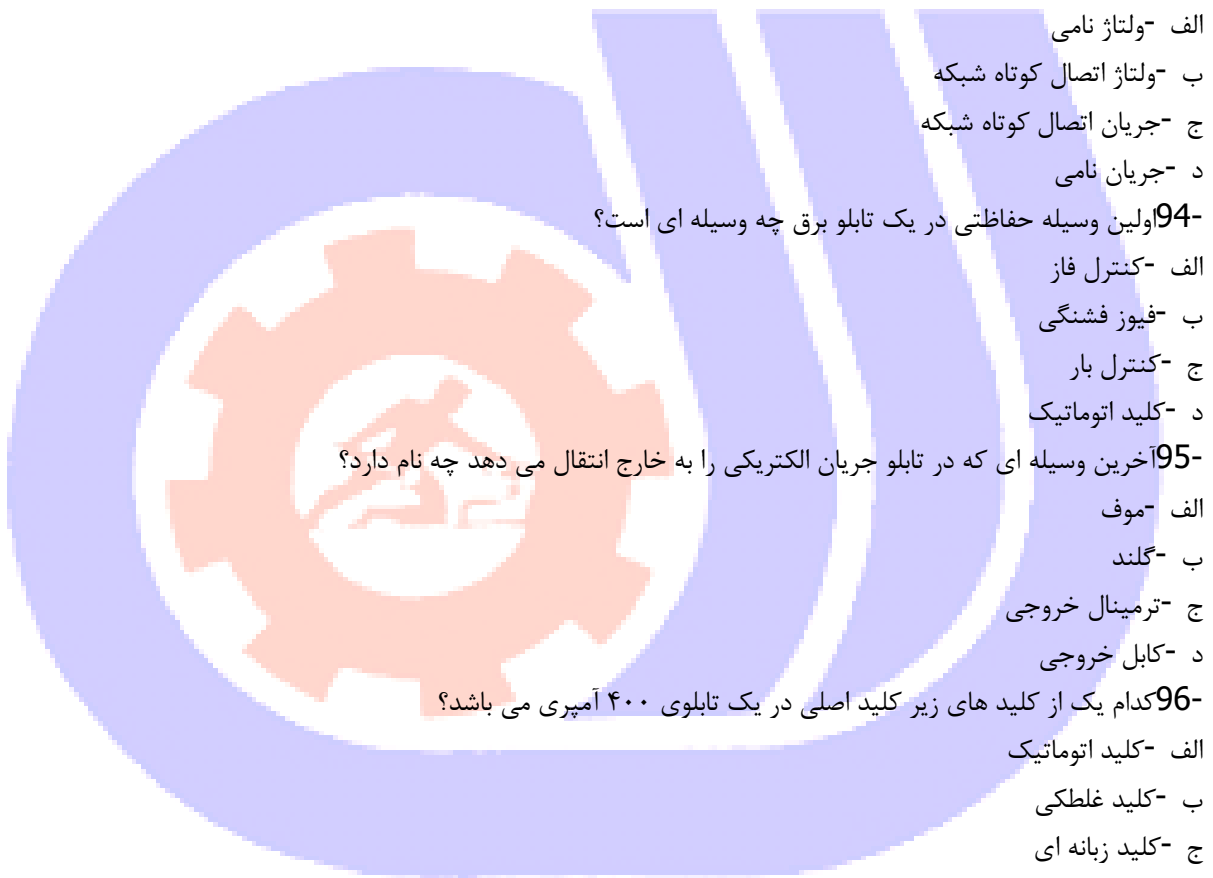 الف -ولتاژ نامی
ب -ولتاژ اتصال کوتاه شبکه
ج -جریان اتصال کوتاه شبکه
د -جریان نامی
-94اولین وسیله حفاظتی در یک تابلو برق چه وسیله ای است؟
الف -کنترل فاز
ب -فیوز فشنگی
ج -کنترل بار
د -کلید اتوماتیک
-95آخرین وسیله ای که در تابلو جریان الکتریکی را به خارج انتقال می دهد چه نام دارد؟
الف -موف
ب -گلند
ج -ترمینال خروجی
د -کابل خروجی
-96کدام یک از کلید های زیر کلید اصلی در یک تابلوی ۴۰۰ آمپری می باشد؟
الف -کلید اتوماتیک
ب -کلید غلطکی
ج -کلید زبانه ای